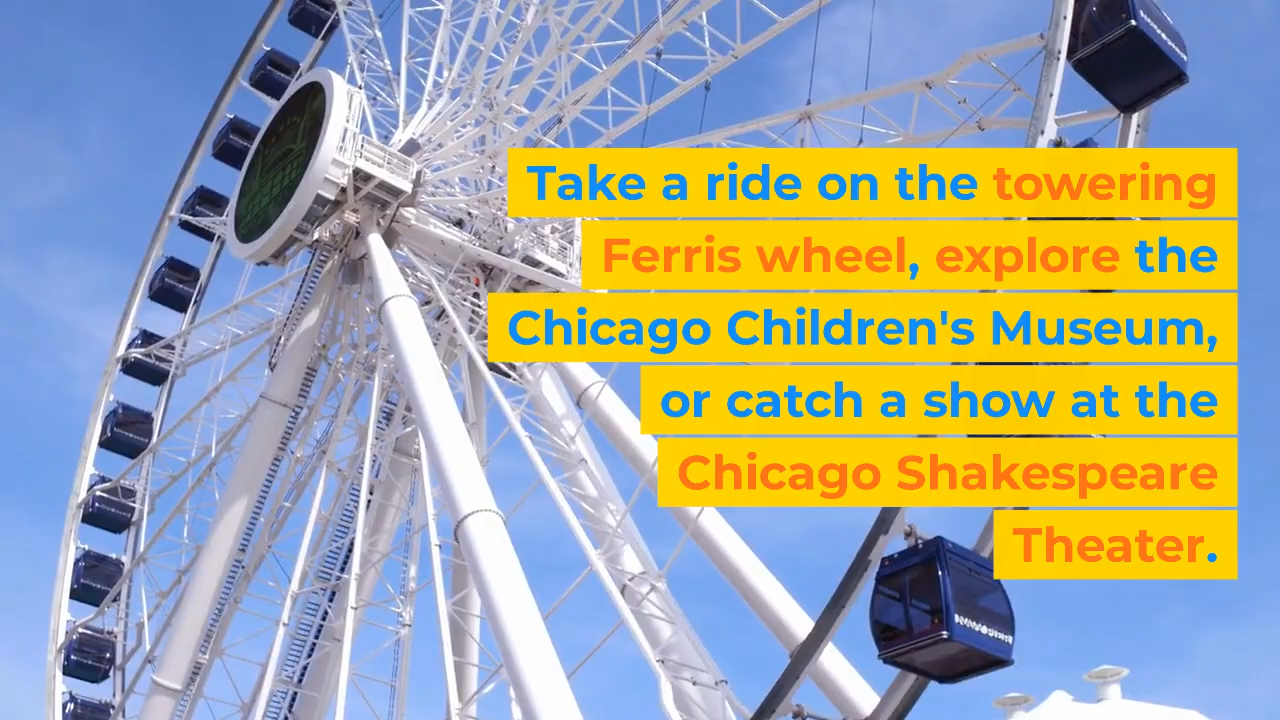 Take a ride on the towering
Ferris wheel, explore the
Chicago Children's Museum,
or catch a show at the
Chicago Shakespeare
Theater.